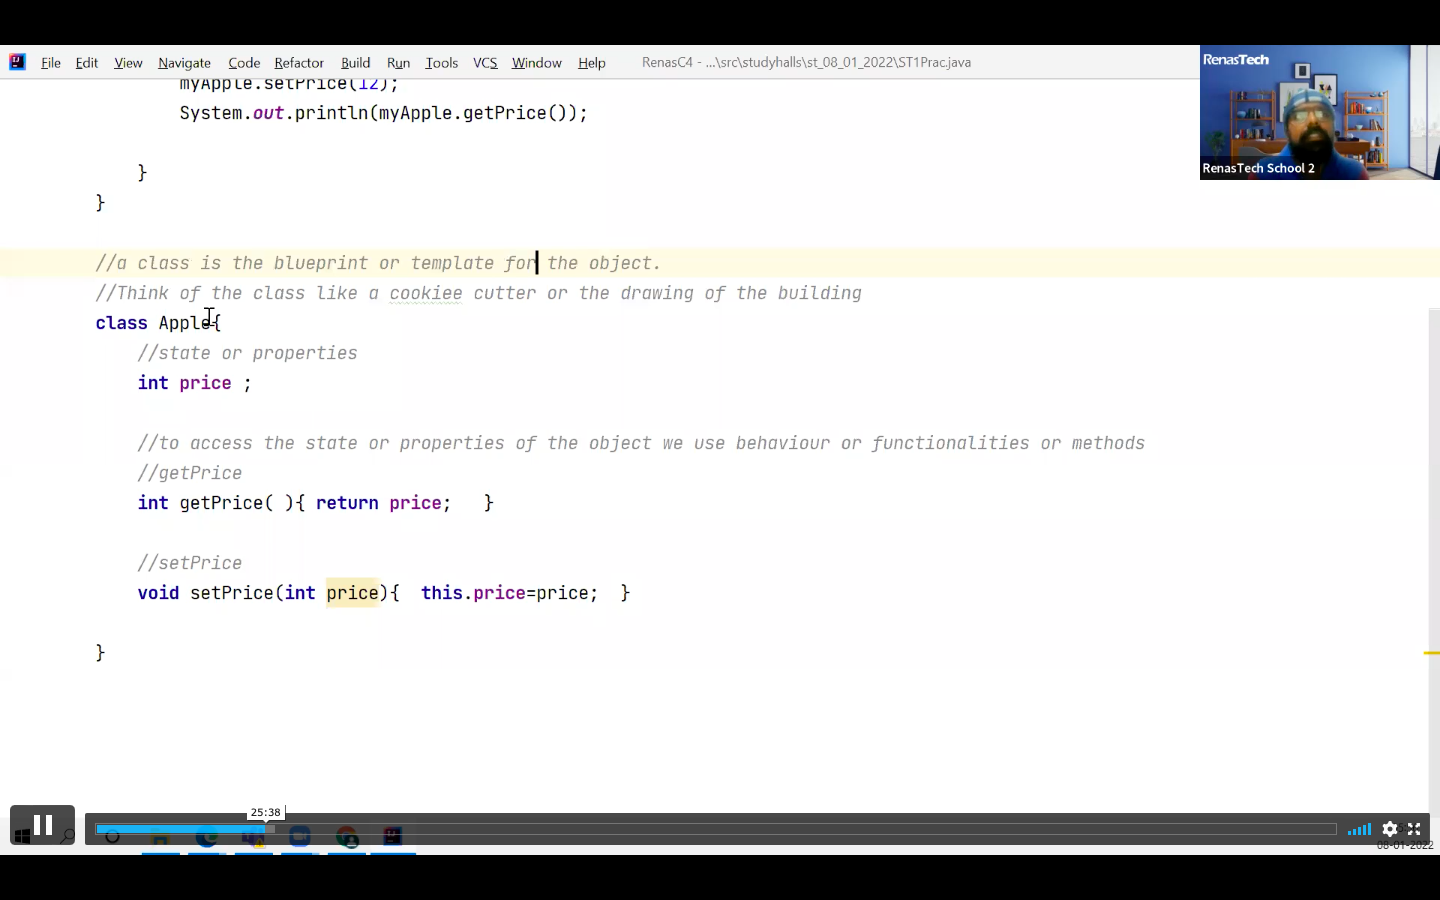 File Edit View Navigate Code Refactor Build Run Tools VCS Window Help RenasC4 - ...\src\studyhalls\st_08_01_2022\ST1Prac.java
RenasTech
RenasTech School 2
myApple.setPrice(12);
System.out.println(myApple.getPrice());
}
}
//a class is the blueprint or template for the object.
//Think of the class like a cookiee cutter or the drawing of the building
class Apple{
//state or properties
int price ;
//to access the state or properties of the object we use behaviour or functionalities or methods
//getPrice
int getPrice( ){ return price; }
//setPrice
void setPrice(int price){ this.price=price; }
}
25:38
08-01-2022